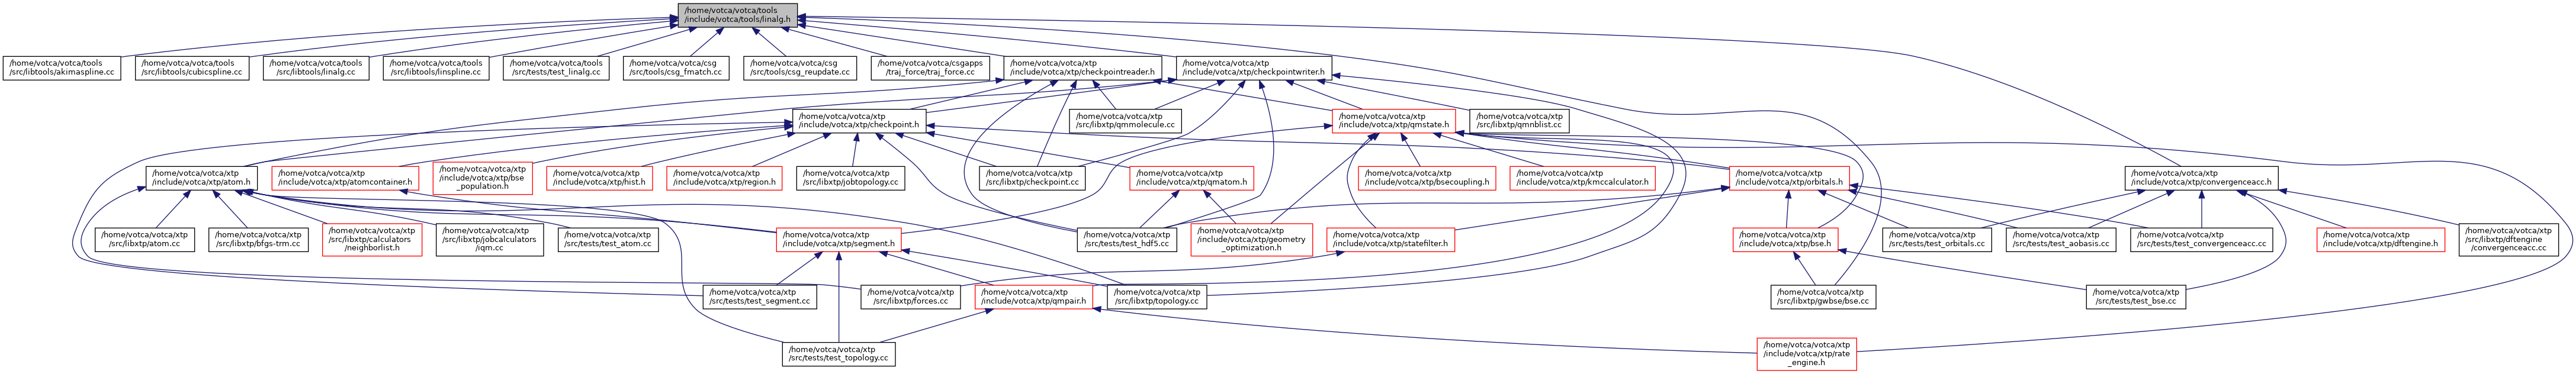 /home/votca/votca/tools
/include/votca/tools/linalg.h
/home/votca/votca/tools
/src/libtools/akimaspline.cc
/home/votca/votca/tools
/src/libtools/cubicspline.cc
/home/votca/votca/tools
/src/libtools/linalg.cc
/home/votca/votca/tools
/src/libtools/linspline.cc
/home/votca/votca/tools
/src/tests/test_linalg.cc
/home/votca/votca/csg
/src/tools/csg_fmatch.cc
/home/votca/votca/csg
/src/tools/csg_reupdate.cc
/home/votca/votca/csgapps
/traj_force/traj_force.cc
/home/votca/votca/xtp
/include/votca/xtp/checkpointreader.h
/home/votca/votca/xtp
/include/votca/xtp/checkpointwriter.h
/home/votca/votca/xtp
/include/votca/xtp/checkpoint.h
/home/votca/votca/xtp
/src/libxtp/qmmolecule.cc
/home/votca/votca/xtp
/include/votca/xtp/qmstate.h
/home/votca/votca/xtp
/src/libxtp/qmnblist.cc
/home/votca/votca/xtp
/include/votca/xtp/atom.h
/home/votca/votca/xtp
/include/votca/xtp/atomcontainer.h
/home/votca/votca/xtp
/include/votca/xtp/bse
_population.h
/home/votca/votca/xtp
/include/votca/xtp/hist.h
/home/votca/votca/xtp
/include/votca/xtp/region.h
/home/votca/votca/xtp
/src/libxtp/jobtopology.cc
/home/votca/votca/xtp
/src/libxtp/checkpoint.cc
/home/votca/votca/xtp
/include/votca/xtp/qmatom.h
/home/votca/votca/xtp
/include/votca/xtp/bsecoupling.h
/home/votca/votca/xtp
/include/votca/xtp/kmccalculator.h
/home/votca/votca/xtp
/include/votca/xtp/orbitals.h
/home/votca/votca/xtp
/include/votca/xtp/convergenceacc.h
/home/votca/votca/xtp
/src/libxtp/atom.cc
/home/votca/votca/xtp
/src/libxtp/bfgs-trm.cc
/home/votca/votca/xtp
/src/libxtp/calculators
/neighborlist.h
/home/votca/votca/xtp
/src/libxtp/jobcalculators
/iqm.cc
/home/votca/votca/xtp
/src/tests/test_atom.cc
/home/votca/votca/xtp
/include/votca/xtp/segment.h
/home/votca/votca/xtp
/src/tests/test_hdf5.cc
/home/votca/votca/xtp
/include/votca/xtp/geometry
_optimization.h
/home/votca/votca/xtp
/include/votca/xtp/statefilter.h
/home/votca/votca/xtp
/include/votca/xtp/bse.h
/home/votca/votca/xtp
/src/tests/test_orbitals.cc
/home/votca/votca/xtp
/src/tests/test_aobasis.cc
/home/votca/votca/xtp
/src/tests/test_convergenceacc.cc
/home/votca/votca/xtp
/include/votca/xtp/dftengine.h
/home/votca/votca/xtp
/src/libxtp/dftengine
/convergenceacc.cc
/home/votca/votca/xtp
/src/tests/test_segment.cc
/home/votca/votca/xtp
/src/libxtp/forces.cc
/home/votca/votca/xtp
/include/votca/xtp/qmpair.h
/home/votca/votca/xtp
/src/libxtp/topology.cc
/home/votca/votca/xtp
/src/libxtp/gwbse/bse.cc
/home/votca/votca/xtp
/src/tests/test_bse.cc
/home/votca/votca/xtp
/src/tests/test_topology.cc
/home/votca/votca/xtp
/include/votca/xtp/rate
_engine.h